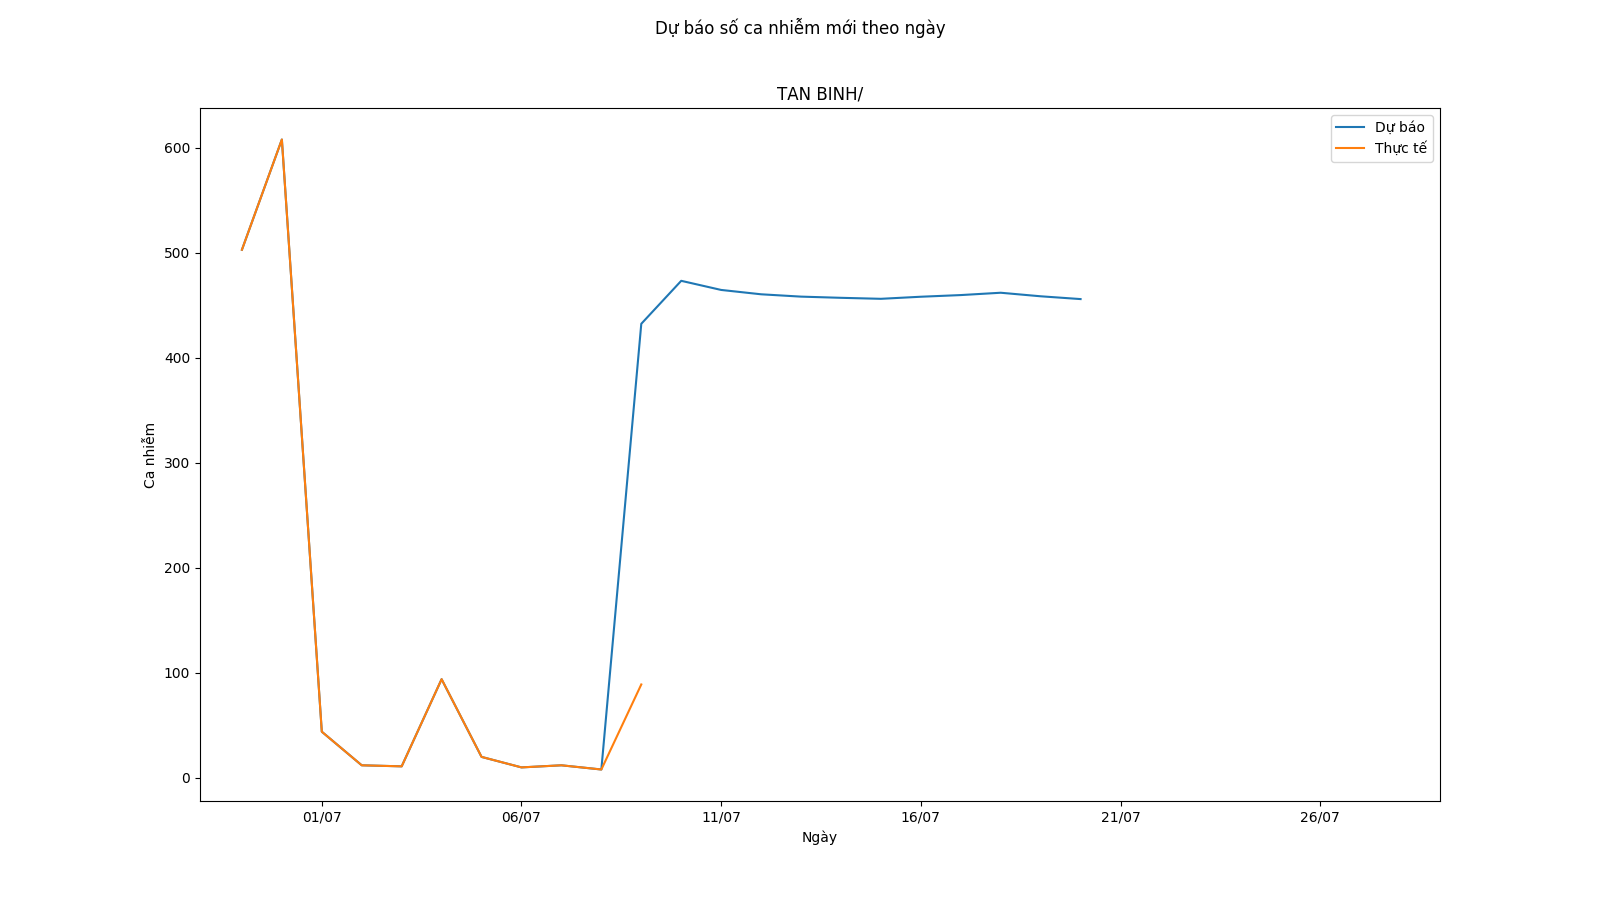 Dự báo số ca nhiễm mới theo ngày
TAN BINH/
Dự báo
Thực tế
600
500
400
300
200
100
0
Ca nhiễm
01/07 06/07 11/07 16/07 21/07 26/07
Ngày